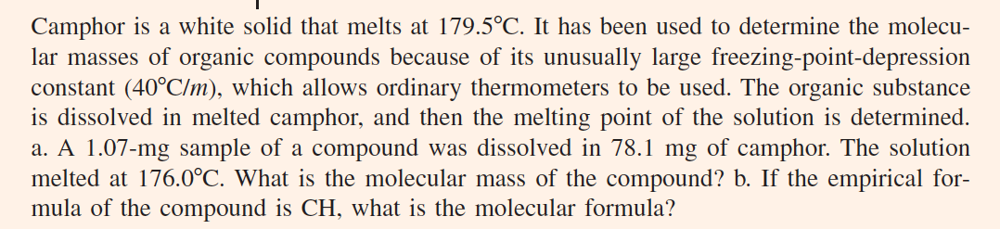 Camphor is a white solid that melts at 179.5°C. It has been used to determine the molecu-
lar masses of organic compounds because of its unusually large freezing-point-depression
constant (40°C/m), which allows ordinary thermometers to be used. The organic substance
is dissolved in melted camphor, and then the melting point of the solution is determined.
a. A 1.07-mg sample of a compound was dissolved in 78.1 mg of camphor. The solution
melted at 176.0°C. What is the molecular mass of the compound? b. If the empirical for-
mula of the compound is CH, what is the molecular formula?